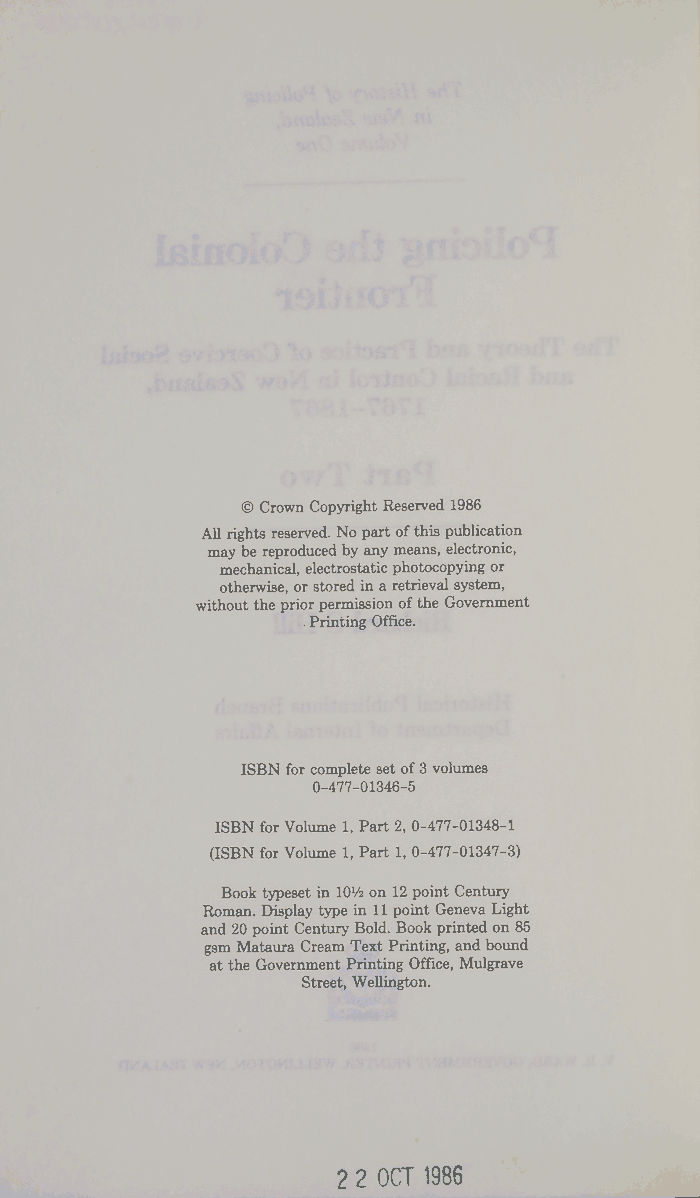 © Crown Copyright Reserved 1986
All rights reserved. No part of this publication
may be reproduced by any means, electronic,
mechanical, electrostatic photocopying or
otherwise, or stored in a retrieval system,
without the prior permission of the Government
Printing Office.
ISBN for complete set of 3 volumes
0-477-01346-5
ISBN for Volume 1, Part 2, 0-477-01348-1
(ISBN for Volume 1, Part 1, 0-477-01347-3)
Book typeset in 10½ on 12 point Century
Roman. Display type in 11 point Geneva Light
and 20 point Century Bold. Book printed on 85
gsm Mataura Cream Text Printing, and bound
at the Government Printing Office, Mulgrave
Street, Wellington.
22 OCT 1986